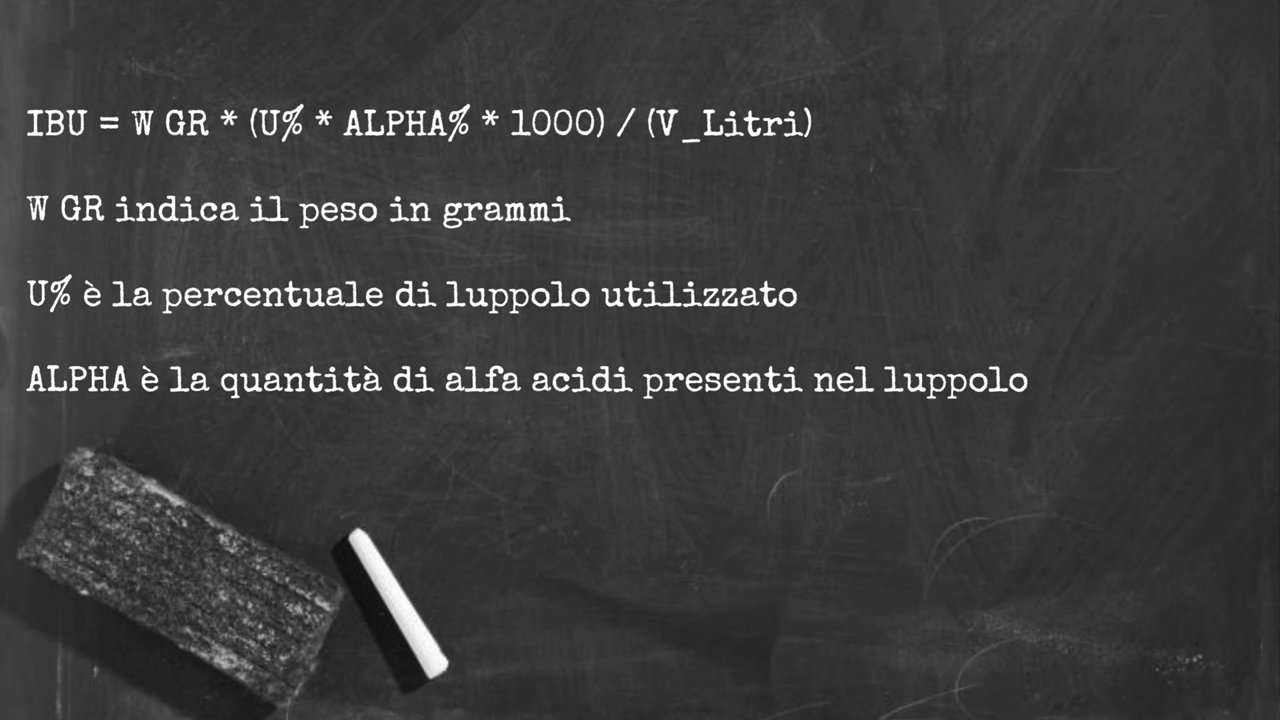 IBU = W GR * (U% * ALPHA% * 1000) / (V_Litri)
W GR indica il peso in grammi
U% è la percentuale di luppolo utilizzato
ALPHA è la quantità di alfa acidi presenti nel luppolo